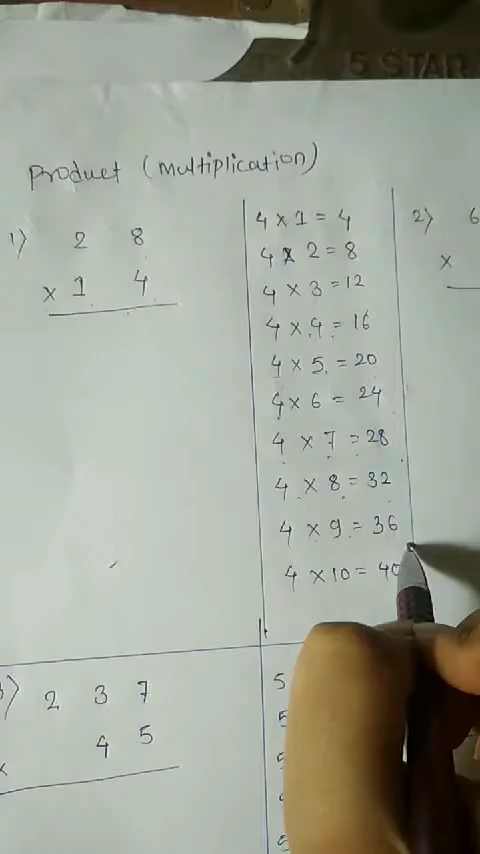 5 STAR
Product (Multiplication)
1) 2 8
× 1 4
4 × 1 = 4
4 × 2 = 8
4 × 3 = 12
4 × 4 = 16
4 × 5 = 20
4 × 6 = 24
4 × 7 = 28
4 × 8 = 32
4 × 9 = 36
4 × 10 = 40
2) 6
×
3) 2 3 7
× 4 5
5
5
5